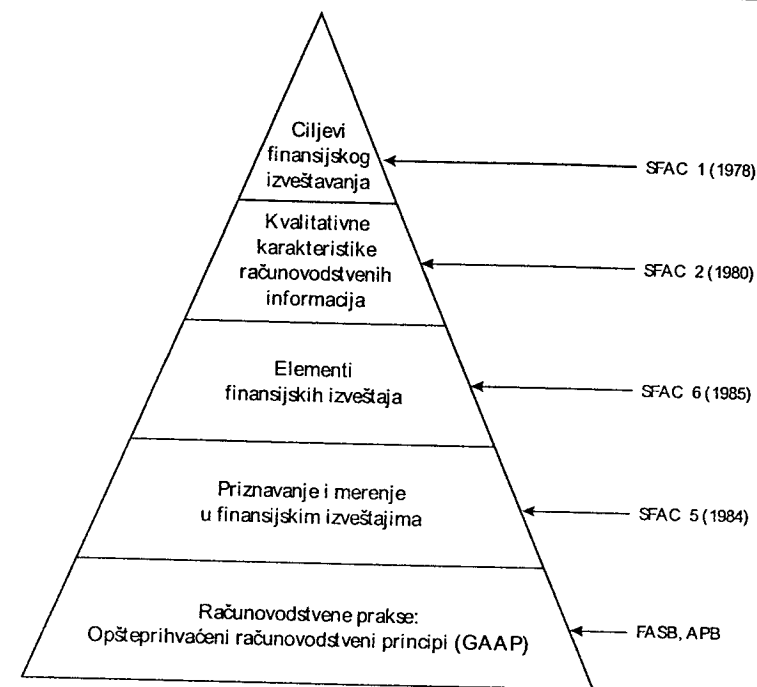 Ciljevi
finansijskog
izveštavanja
SFAC 1 (1978)
Kvalitativne
karakteristike
računovodstvenih
informacija
SFAC 2 (1980)
Elementi
finansijskih izveštaja
SFAC 6 (1985)
Priznavanje i merenje
u finansijskim izveštajima
SFAC 5 (1984)
Računovodstvene prakse:
Opšteprihvaćeni računovodstveni principi (GAAP)
FASB, APB